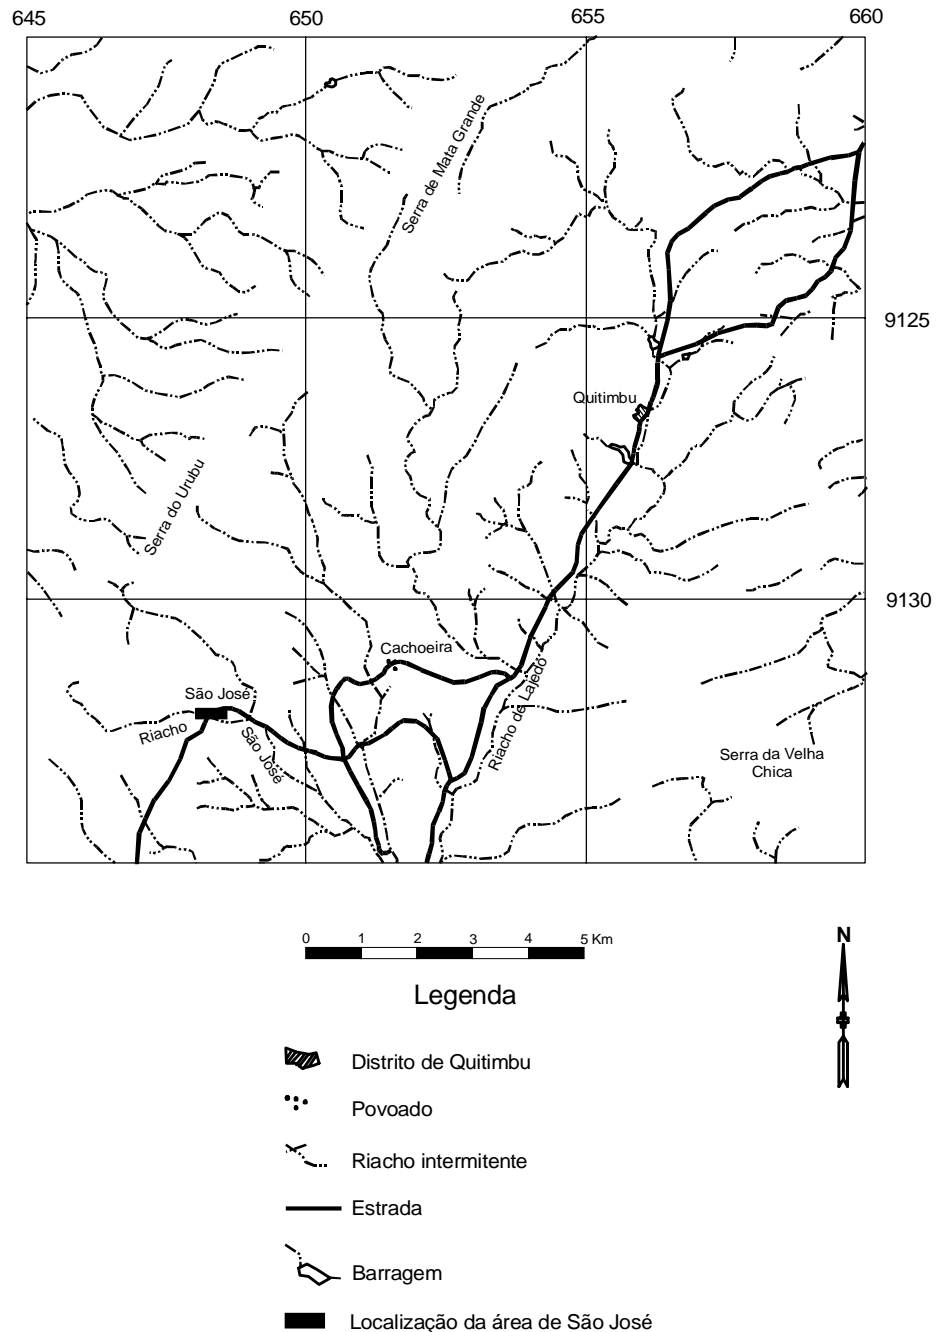 645 650 655 660
Serra de Mata Grande
9125
Quitimbu
Serra do Urubu
9130
Cachoeira
São José
Riacho
São José
Riacho de Lajedo
Serra da Velha
Chica
0 1 2 3 4 5 Km
N
Legenda
Distrito de Quitimbu
Povoado
Riacho intermitente
Estrada
Barragem
Localização da área de São José